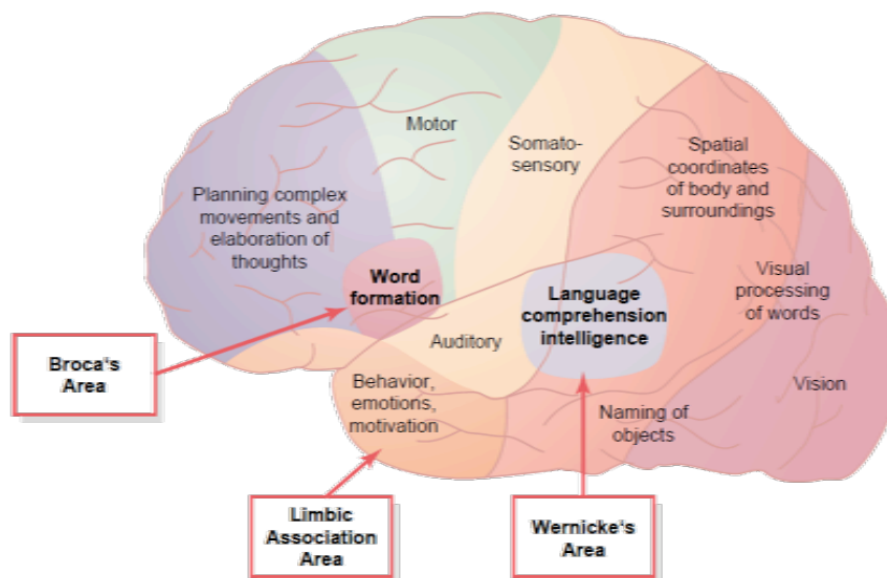 Motor
Somato-
sensory
Spatial
coordinates
of body and
surroundings
Planning complex
movements and
elaboration of
thoughts
Word
formation
Language
comprehension
intelligence
Visual
processing
of words
Auditory
Broca‘s
Area
Behavior,
emotions,
motivation
Vision
Naming of
objects
Limbic
Association
Area
Wernicke‘s
Area